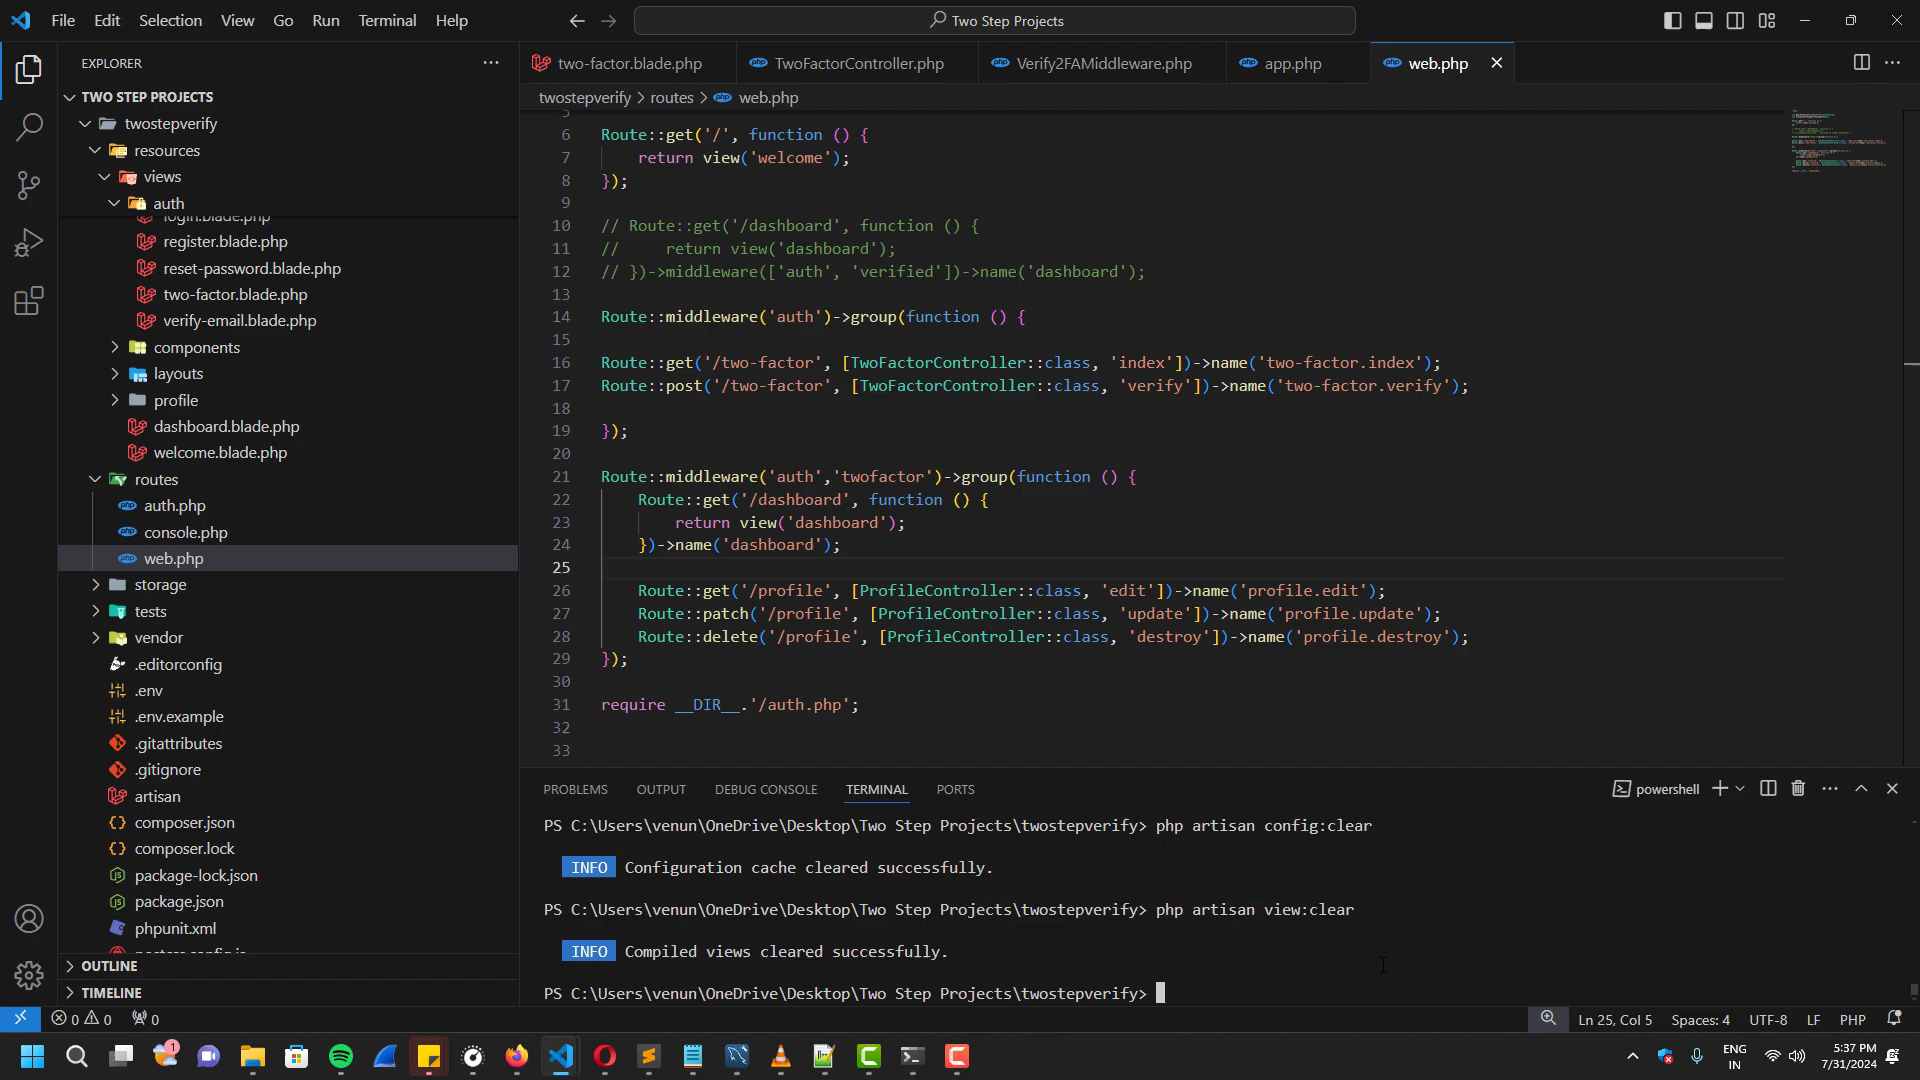 File Edit Selection View Go Run Terminal Help
Two Step Projects
EXPLORER
TWO STEP PROJECTS
twostepverify
resources
views
auth
login.blade.php
register.blade.php
reset-password.blade.php
two-factor.blade.php
verify-email.blade.php
components
layouts
profile
dashboard.blade.php
welcome.blade.php
routes
auth.php
console.php
web.php
storage
tests
vendor
.editorconfig
.env
.env.example
.gitattributes
.gitignore
artisan
composer.json
composer.lock
package-lock.json
package.json
phpunit.xml
OUTLINE
TIMELINE
two-factor.blade.php TwoFactorController.php Verify2FAMiddleware.php app.php web.php
twostepverify > routes > web.php
5
6 Route::get('/', function () {
7 return view('welcome');
8 });
9
10 // Route::get('/dashboard', function () {
11 //     return view('dashboard');
12 // })->middleware(['auth', 'verified'])->name('dashboard');
13
14 Route::middleware('auth')->group(function () {
15
16 Route::get('/two-factor', [TwoFactorController::class, 'index'])->name('two-factor.index');
17 Route::post('/two-factor', [TwoFactorController::class, 'verify'])->name('two-factor.verify');
18
19 });
20
21 Route::middleware('auth','twofactor')->group(function () {
22 Route::get('/dashboard', function () {
23 return view('dashboard');
24 })->name('dashboard');
25
26 Route::get('/profile', [ProfileController::class, 'edit'])->name('profile.edit');
27 Route::patch('/profile', [ProfileController::class, 'update'])->name('profile.update');
28 Route::delete('/profile', [ProfileController::class, 'destroy'])->name('profile.destroy');
29 });
30
31 require __DIR__.'/auth.php';
32
33
PROBLEMS OUTPUT DEBUG CONSOLE TERMINAL PORTS
powershell
PS C:\Users\venun\OneDrive\Desktop\Two Step Projects\twostepverify> php artisan config:clear
INFO Configuration cache cleared successfully.
PS C:\Users\venun\OneDrive\Desktop\Two Step Projects\twostepverify> php artisan view:clear
INFO Compiled views cleared successfully.
PS C:\Users\venun\OneDrive\Desktop\Two Step Projects\twostepverify>
0 0 0
Ln 25, Col 5 Spaces: 4 UTF-8 LF PHP
1
ENG
IN
5:37 PM
7/31/2024